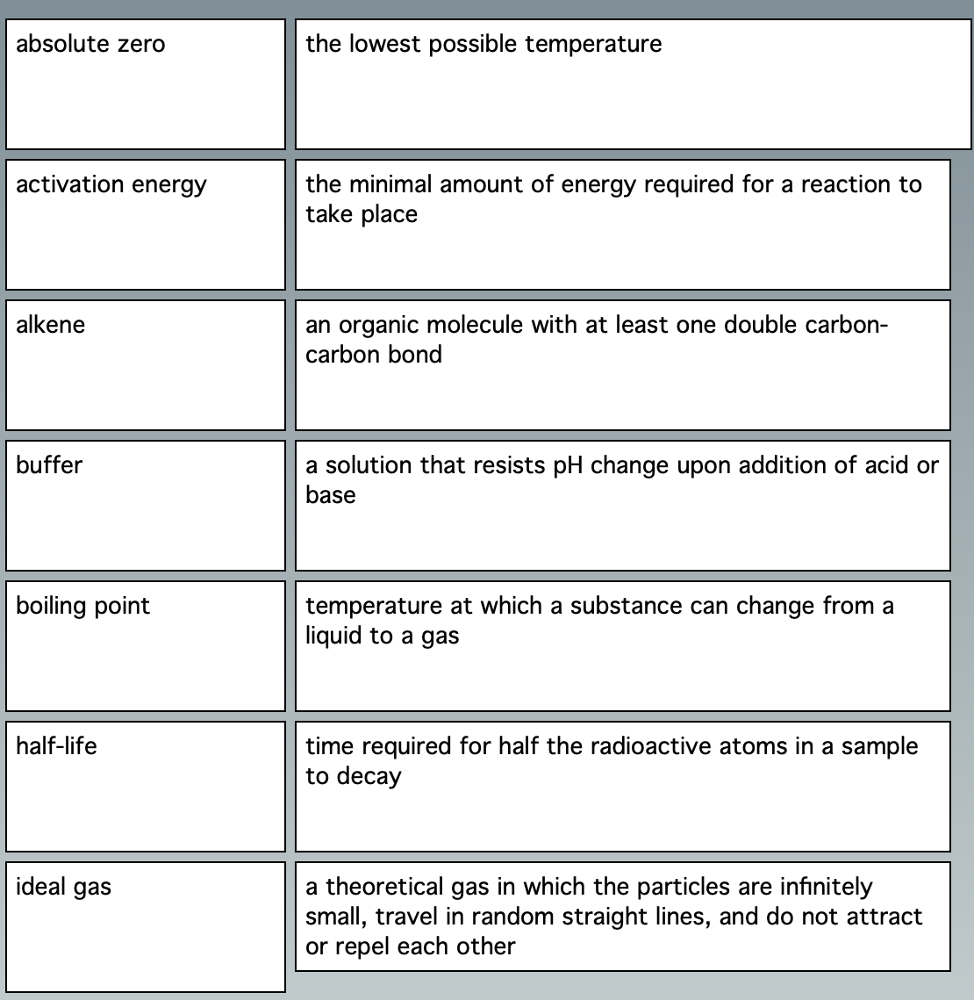 absolute zero
the lowest possible temperature
activation energy
the minimal amount of energy required for a reaction to
take place
alkene
an organic molecule with at least one double carbon-
carbon bond
buffer
a solution that resists pH change upon addition of acid or
base
boiling point
temperature at which a substance can change from a
liquid to a gas
half-life
time required for half the radioactive atoms in a sample
to decay
ideal gas
a theoretical gas in which the particles are infinitely
small, travel in random straight lines, and do not attract
or repel each other